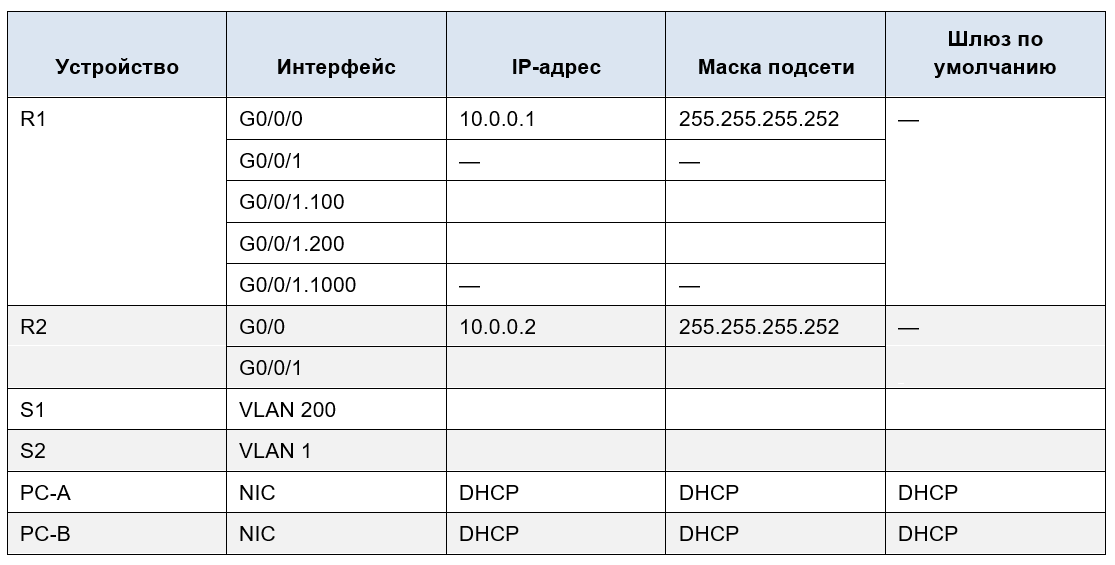 Устройство Интерфейс IP-адрес Маска подсети Шлюз по умолчанию
R1 G0/0/0 10.0.0.1 255.255.255.252 —
G0/0/1 — —
G0/0/1.100
G0/0/1.200
G0/0/1.1000 — —
R2 G0/0 10.0.0.2 255.255.255.252 —
G0/0/1
S1 VLAN 200
S2 VLAN 1
PC-A NIC DHCP DHCP DHCP
PC-B NIC DHCP DHCP DHCP